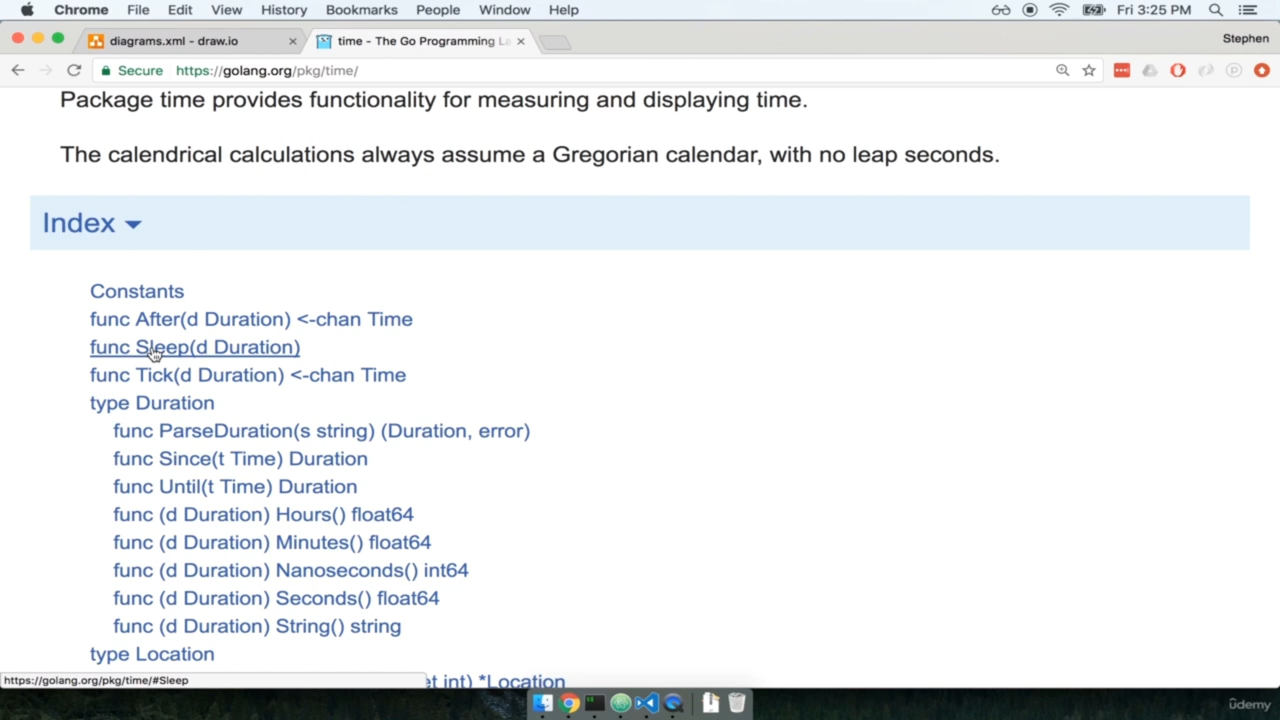 Chrome File Edit View History Bookmarks People Window Help Fri 3:25 PM
diagrams.xml - draw.io time - The Go Programming La Stephen
Secure https://golang.org/pkg/time/
Package time provides functionality for measuring and displaying time.
The calendrical calculations always assume a Gregorian calendar, with no leap seconds.
Index
Constants
func After(d Duration) <-chan Time
func Sleep(d Duration)
func Tick(d Duration) <-chan Time
type Duration
func ParseDuration(s string) (Duration, error)
func Since(t Time) Duration
func Until(t Time) Duration
func (d Duration) Hours() float64
func (d Duration) Minutes() float64
func (d Duration) Nanoseconds() int64
func (d Duration) Seconds() float64
func (d Duration) String() string
type Location
https://golang.org/pkg/time/#Sleep et int) *Location
ûdemy